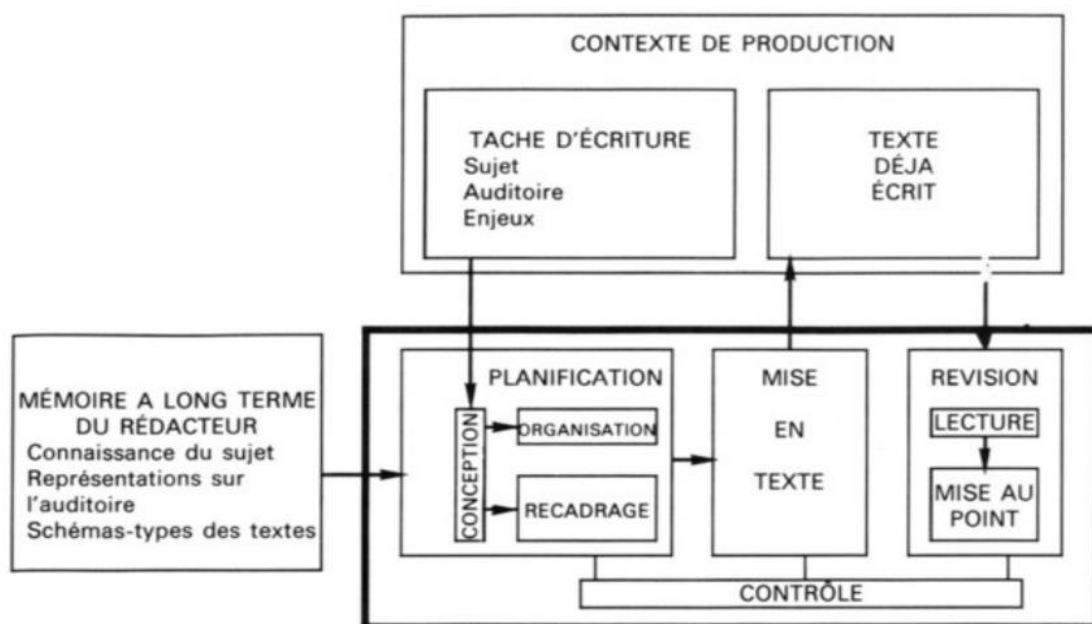 CONTEXTE DE PRODUCTION
TACHE D'ÉCRITURE
Sujet
Auditoire
Enjeux
TEXTE
DÉJA
ÉCRIT
MÉMOIRE A LONG TERME
DU RÉDACTEUR
Connaissance du sujet
Représentations sur
l'auditoire
Schémas-types des textes
PLANIFICATION
CONCEPTION
ORGANISATION
RECADRAGE
MISE
EN
TEXTE
REVISION
LECTURE
MISE AU
POINT
CONTRÔLE